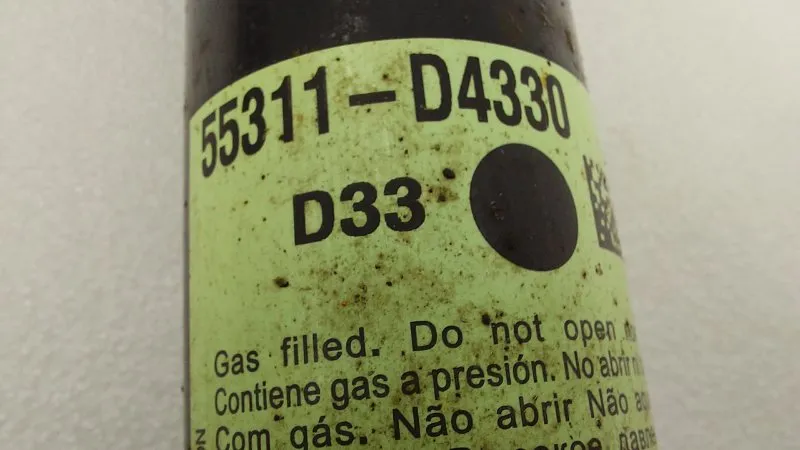 55311-D4330
D33
Gas filled. Do not open
Contiene gas a presión. No abrir
Com gás. Não abrir Não